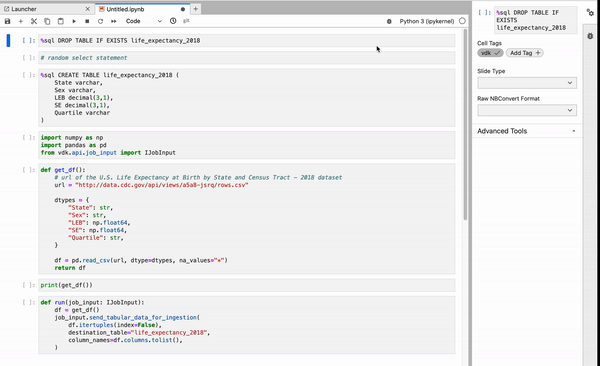 Launcher
Untitled.ipynb
Code
Python 3 (ipykernel)
[ ]: %sql DROP TABLE IF EXISTS life_expectancy_2018
[ ]: # random select statement
[ ]: %sql CREATE TABLE life_expectancy_2018 (
State varchar,
Sex varchar,
LEB decimal(3,1),
SE decimal(3,1),
Quartile varchar
)
[ ]: import numpy as np
import pandas as pd
from vdk.api.job_input import IJobInput
[ ]: def get_df():
# url of the U.S. Life Expectancy at Birth by State and Census Tract – 2018 dataset
url = "http://data.cdc.gov/api/views/a5a8-jsrq/rows.csv"
dtypes = {
"State": str,
"Sex": str,
"LEB": np.float64,
"SE": np.float64,
"Quartile": str,
}
df = pd.read_csv(url, dtype=dtypes, na_values="*")
return df
[ ]: print(get_df())
[ ]: def run(job_input: IJobInput):
df = get_df()
job_input.send_tabular_data_for_ingestion(
df.itertuples(index=False),
destination_table="life_expectancy_2018",
column_names=df.columns.tolist(),
)
[ ]: %sql DROP TABLE IF
EXISTS
life_expectancy_2018
Cell Tags
vdk
Add Tag +
Slide Type
Raw NBConvert Format
Advanced Tools